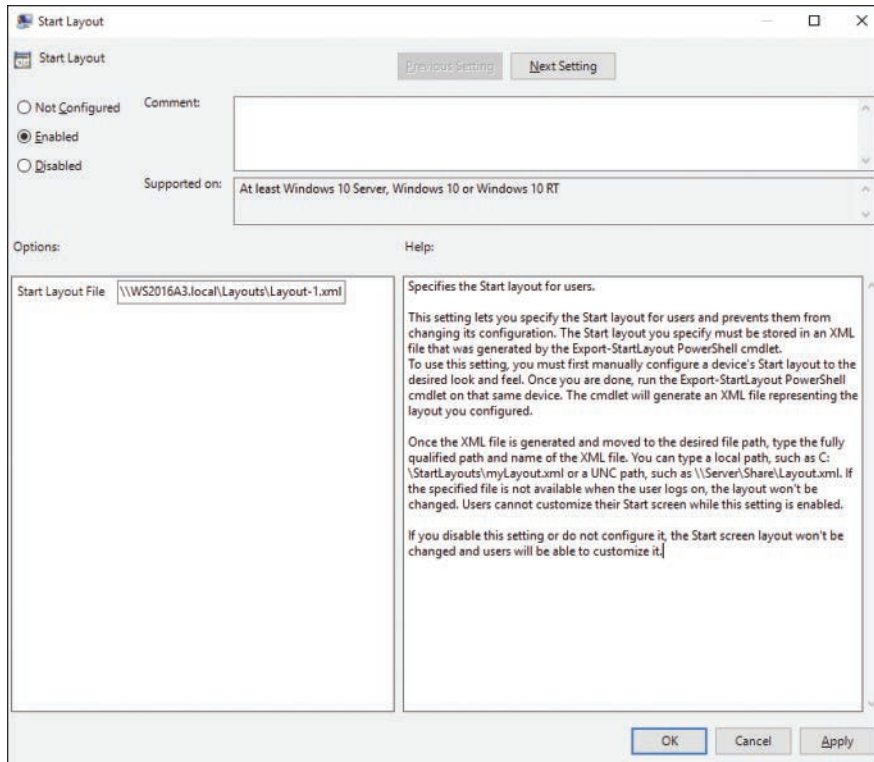 Start Layout
Start Layout
Previous Setting
Next Setting
Not Configured
Comment:
Enabled
Disabled
Supported on:
At least Windows 10 Server, Windows 10 or Windows 10 RT
Options:
Help:
Start Layout File
\\WS2016A3.local\Layouts\Layout-1.xml
Specifies the Start layout for users.
This setting lets you specify the Start layout for users and prevents them from
changing its configuration. The Start layout you specify must be stored in an XML
file that was generated by the Export-StartLayout PowerShell cmdlet.
To use this setting, you must first manually configure a device's Start layout to the
desired look and feel. Once you are done, run the Export-StartLayout PowerShell
cmdlet on that same device. The cmdlet will generate an XML file representing the
layout you configured.
Once the XML file is generated and moved to the desired file path, type the fully
qualified path and name of the XML file. You can type a local path, such as C:
\StartLayouts\myLayout.xml or a UNC path, such as \\Server\Share\Layout.xml. If
the specified file is not available when the user logs on, the layout won't be
changed. Users cannot customize their Start screen while this setting is enabled.
If you disable this setting or do not configure it, the Start screen layout won't be
changed and users will be able to customize it.
OK
Cancel
Apply